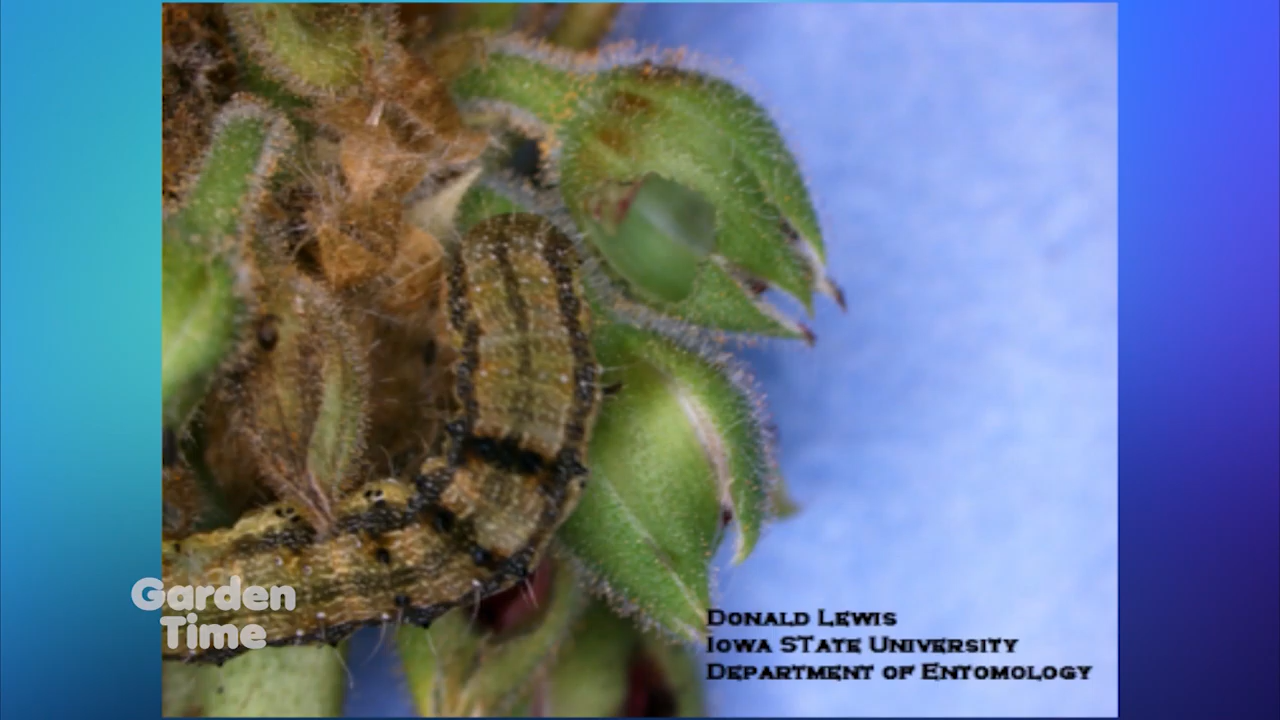 Garden
Time
Donald Lewis
Iowa State University
Department of Entomology